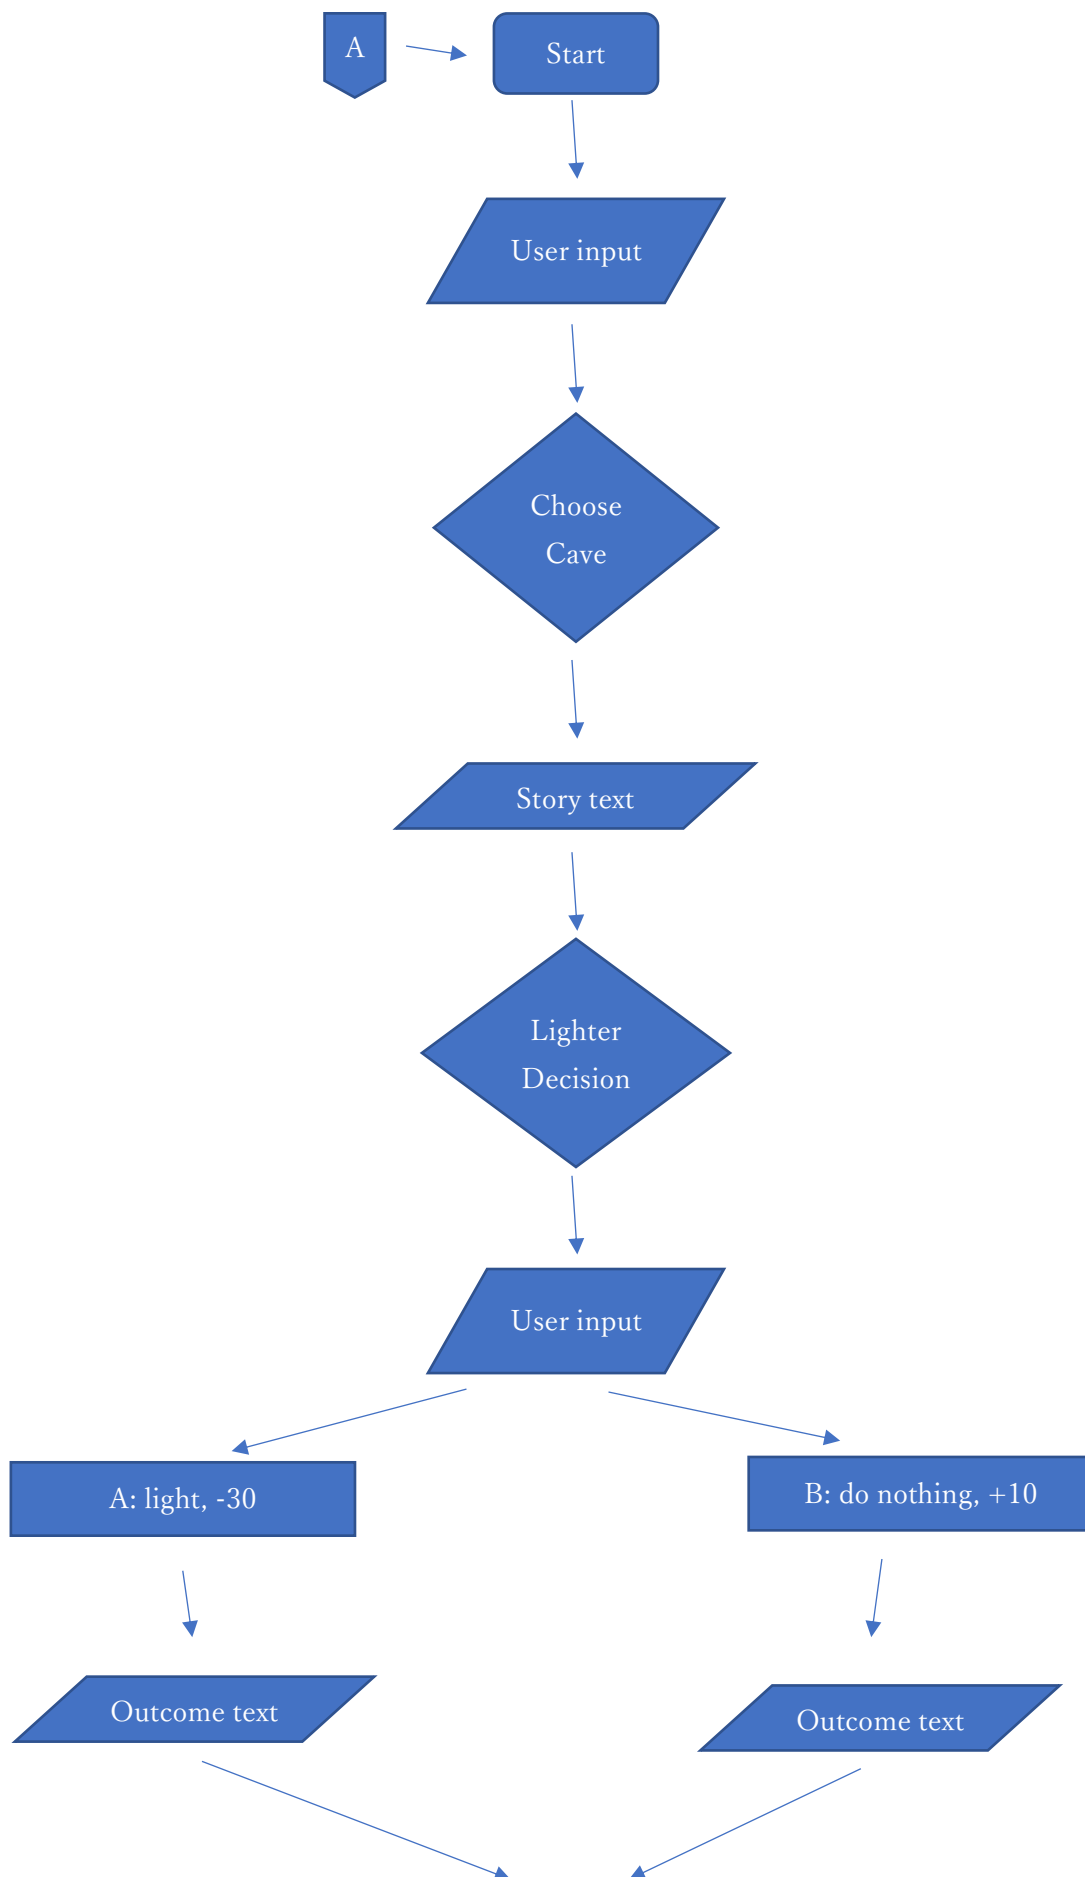 A
Start
User input
Choose
Cave
Story text
Lighter
Decision
User input
A: light, -30
B: do nothing, +10
Outcome text
Outcome text